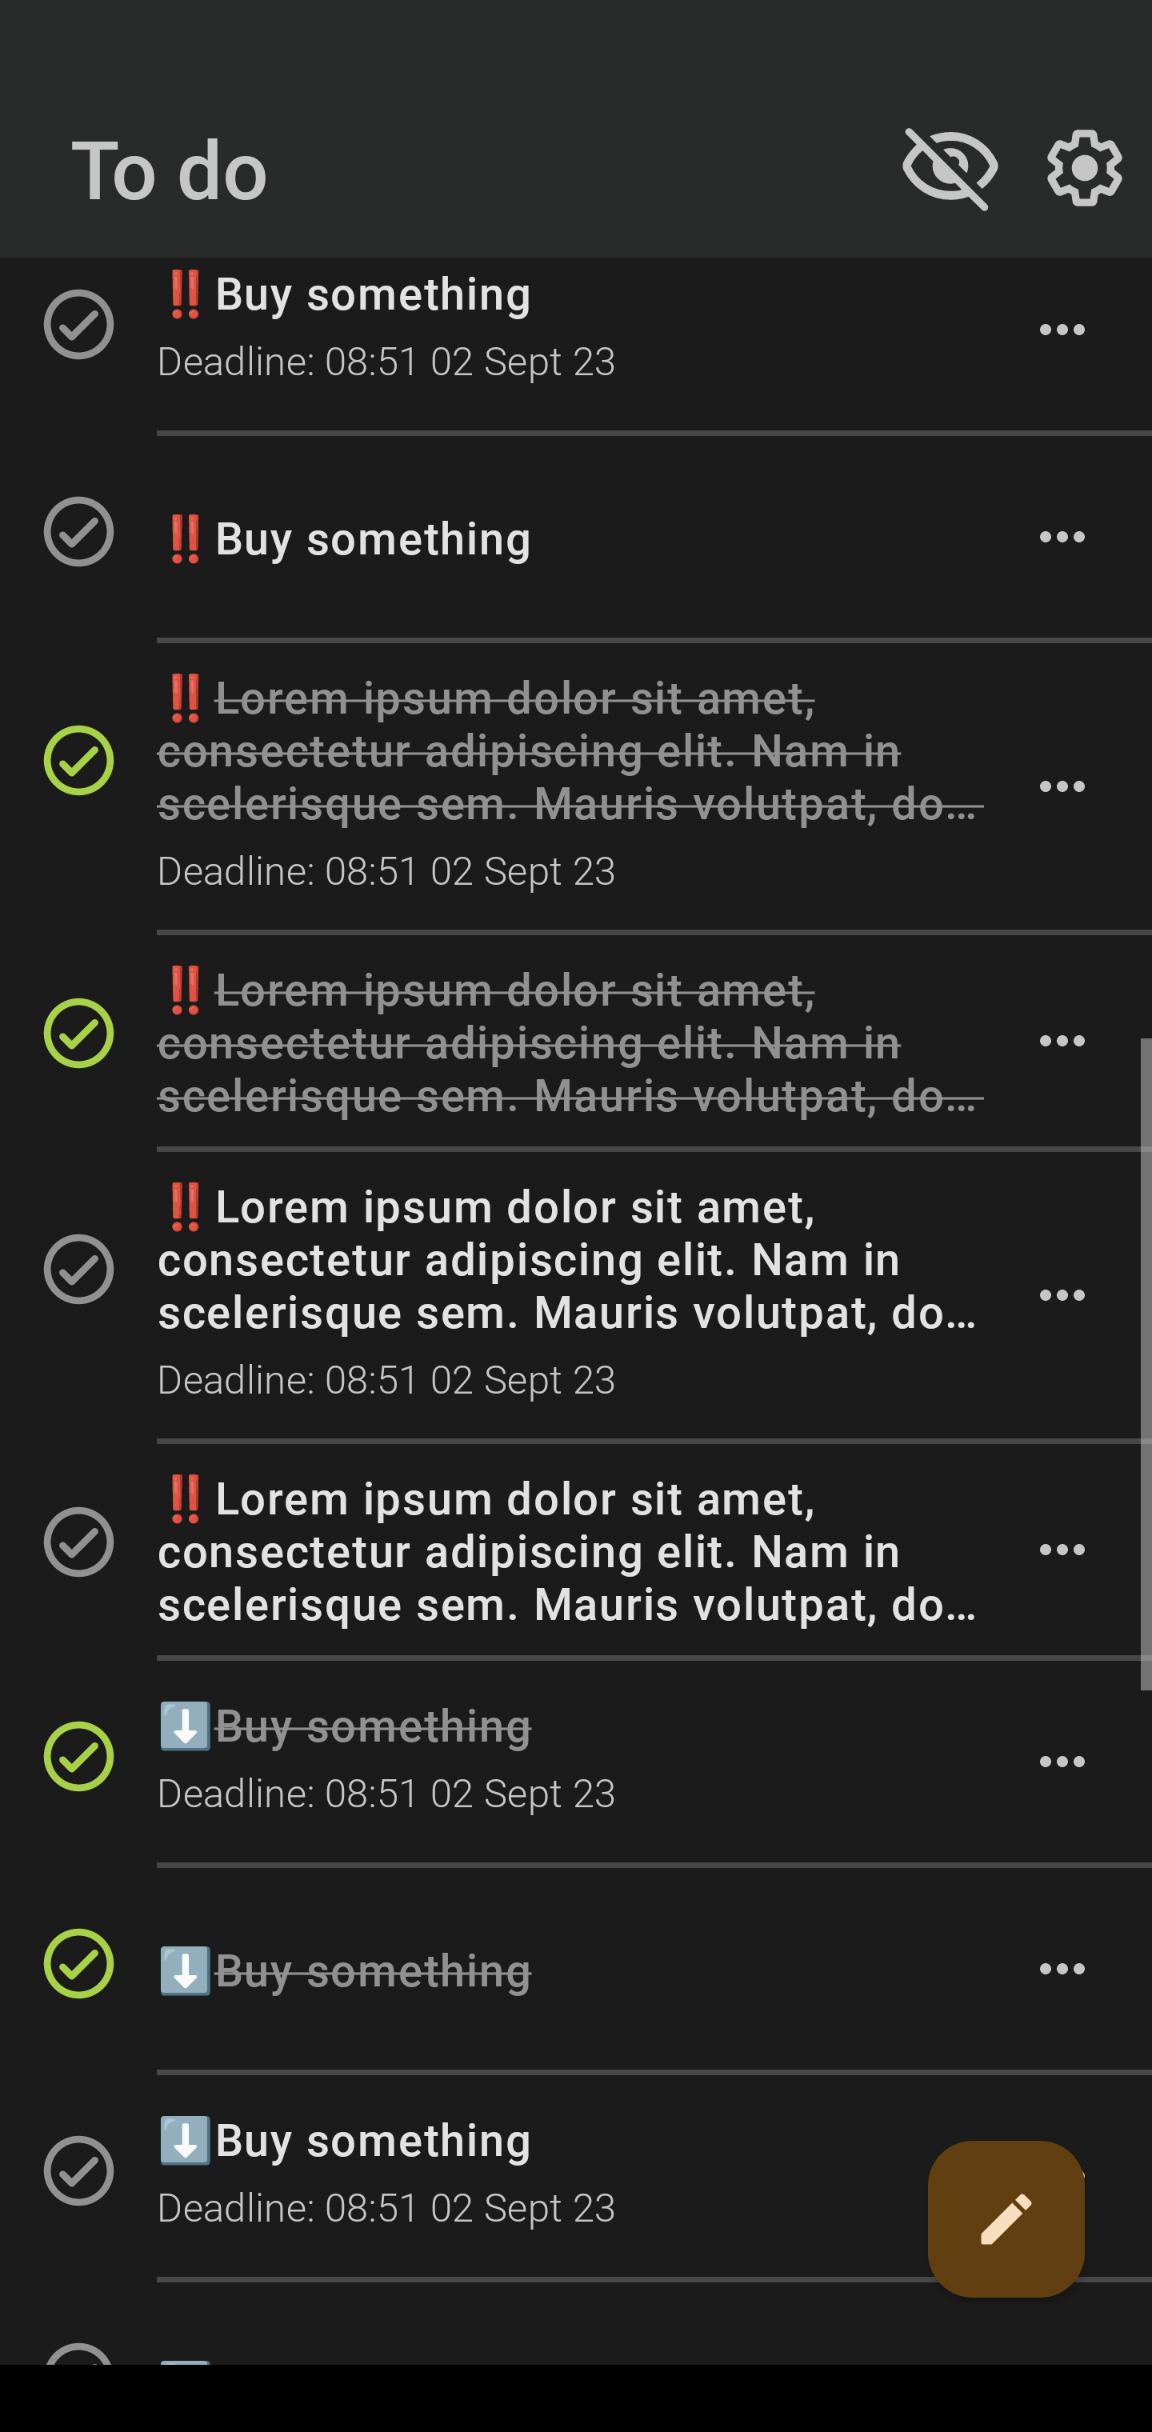 To do
‼️Buy something
Deadline: 08:51 02 Sept 23
‼️Buy something
‼️Lorem ipsum dolor sit amet,
consectetur adipiscing elit. Nam in
scelerisque sem. Mauris volutpat, do…
Deadline: 08:51 02 Sept 23
‼️Lorem ipsum dolor sit amet,
consectetur adipiscing elit. Nam in
scelerisque sem. Mauris volutpat, do…
‼️Lorem ipsum dolor sit amet,
consectetur adipiscing elit. Nam in
scelerisque sem. Mauris volutpat, do…
Deadline: 08:51 02 Sept 23
‼️Lorem ipsum dolor sit amet,
consectetur adipiscing elit. Nam in
scelerisque sem. Mauris volutpat, do…
⬇️Buy something
Deadline: 08:51 02 Sept 23
⬇️Buy something
⬇️Buy something
Deadline: 08:51 02 Sept 23